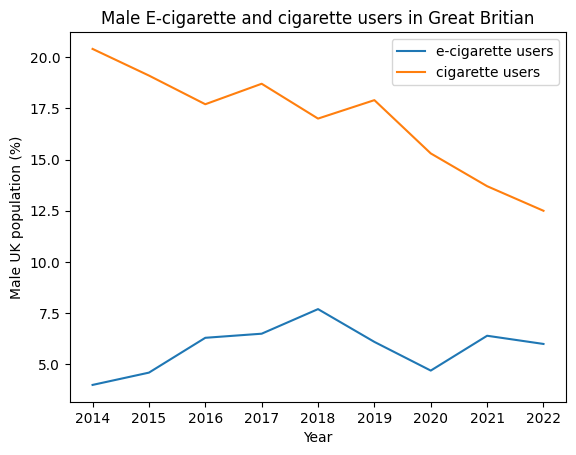 Male E-cigarette and cigarette users in Great Britian
e-cigarette users
cigarette users
Male UK population (%)
20.0
17.5
15.0
12.5
10.0
7.5
5.0
2014 2015 2016 2017 2018 2019 2020 2021 2022
Year